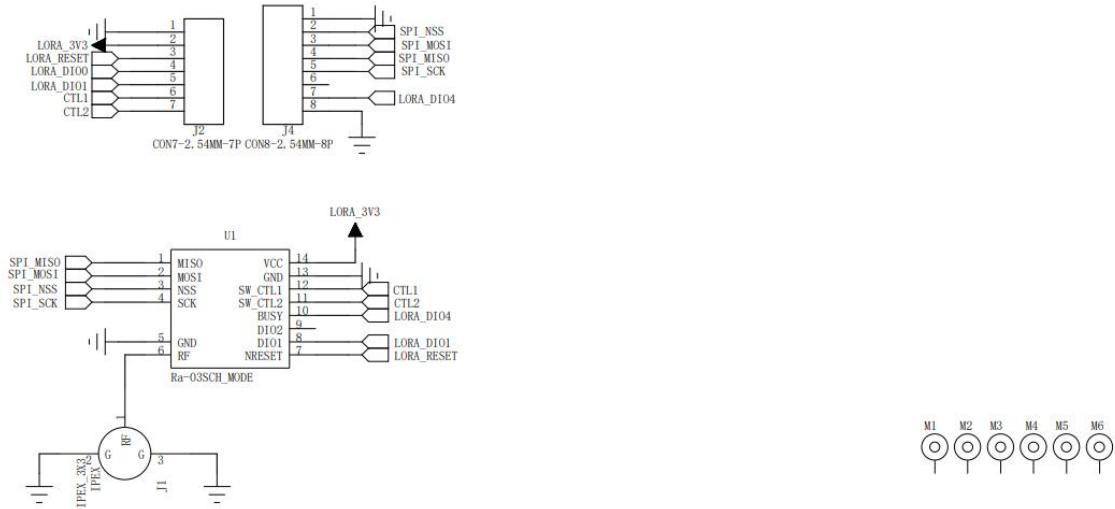 1
1
2
SPI_NSS
LORA_3V3
2
3
SPI_MOSI
LORA_RESET
3
4
SPI_MISO
LORA_DIO0
4
5
SPI_SCK
LORA_DIO1
5
6
CTL1
6
7
LORA_DIO4
CTL2
7
8
J2
J4
CON7-2.54MM-7P
CON8-2.54MM-8P
LORA_3V3
U1
SPI_MISO
1
MISO
VCC
14
SPI_MOSI
2
MOSI
GND
13
SPI_NSS
3
NSS
SW_CTL1
12
CTL1
SPI_SCK
4
SCK
SW_CTL2
11
CTL2
BUSY
10
LORA_DIO4
DIO2
9
5
GND
DIO1
8
LORA_DIO1
6
RF
NRESET
7
LORA_RESET
Ra-03SCH_MODE
1
RF
2
G
G
3
IPEX_3X3
IPEX
J1
M1
M2
M3
M4
M5
M6